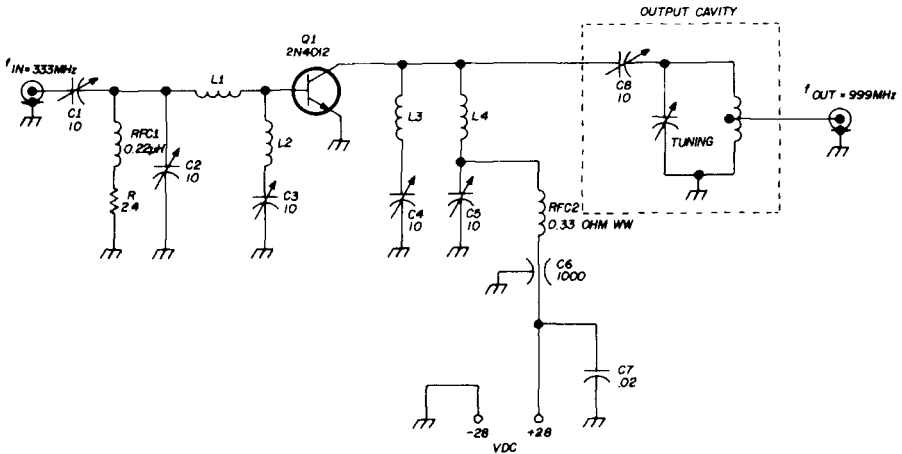 OUTPUT CAVITY
Q1
2N4012
f IN = 333MHz
L1
C8
10
C1
10
L3
L4
f OUT = 999MHz
RFC1
0.22µH
L2
TUNING
C2
10
R
24
C3
10
C4
10
C5
10
RFC2
0.33 OHM WW
C6
1000
C7
.02
-28
+28
VDC